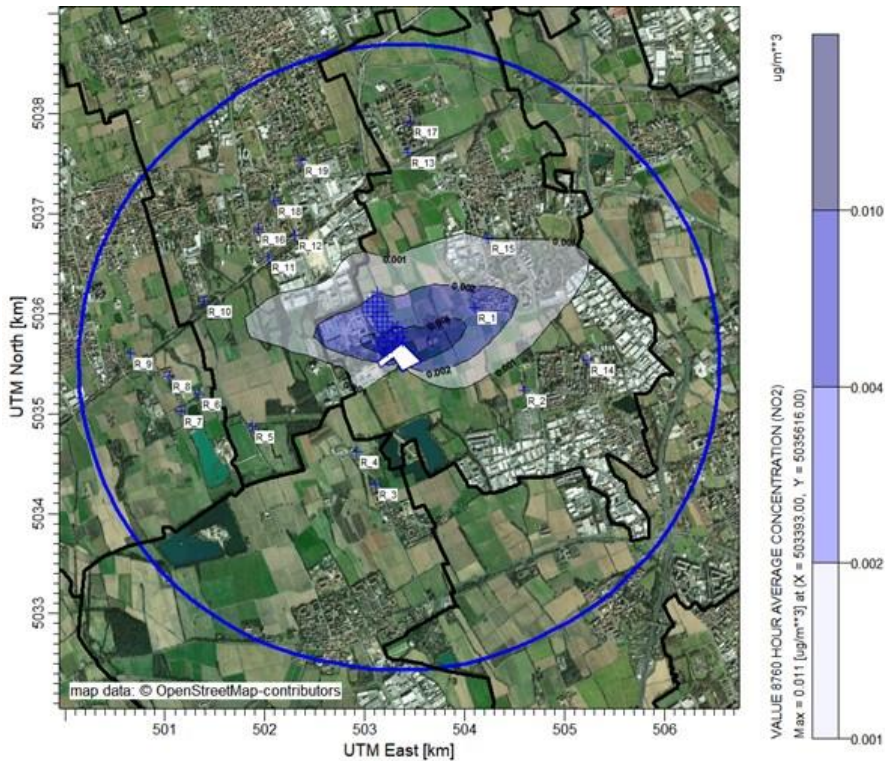 ug/m**3
5038
R_17
R_13
R_19
5037
R_18
R_16
R_12
R_15
R_11
0.001
0.010
0.002
5036
R_10
R_1
UTM North [km]
R_9
R_14
0.004
R_8
0.002
0.001
R_6
R_2
R_7
5035
R_5
R_4
R_3
5034
0.002
5033
map data: © OpenStreetMap-contributors
0.001
501
502
503
504
505
506
UTM East [km]
VALUE 8760 HOUR AVERAGE CONCENTRATION (NO2)
Max = 0.011 [ug/m**3] at (X = 503393.00, Y = 5035616.00)